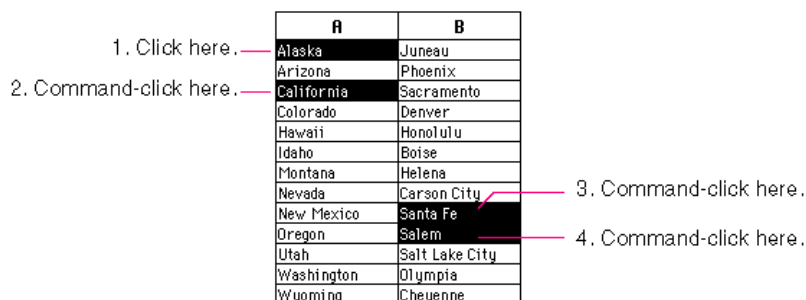 A B
1. Click here. Alaska Juneau
Arizona Phoenix
2. Command-click here. California Sacramento
Colorado Denver
Hawaii Honolulu
Idaho Boise
Montana Helena
Nevada Carson City
3. Command-click here.
New Mexico Santa Fe
Oregon Salem
4. Command-click here.
Utah Salt Lake City
Washington Olympia
Wyoming Cheyenne